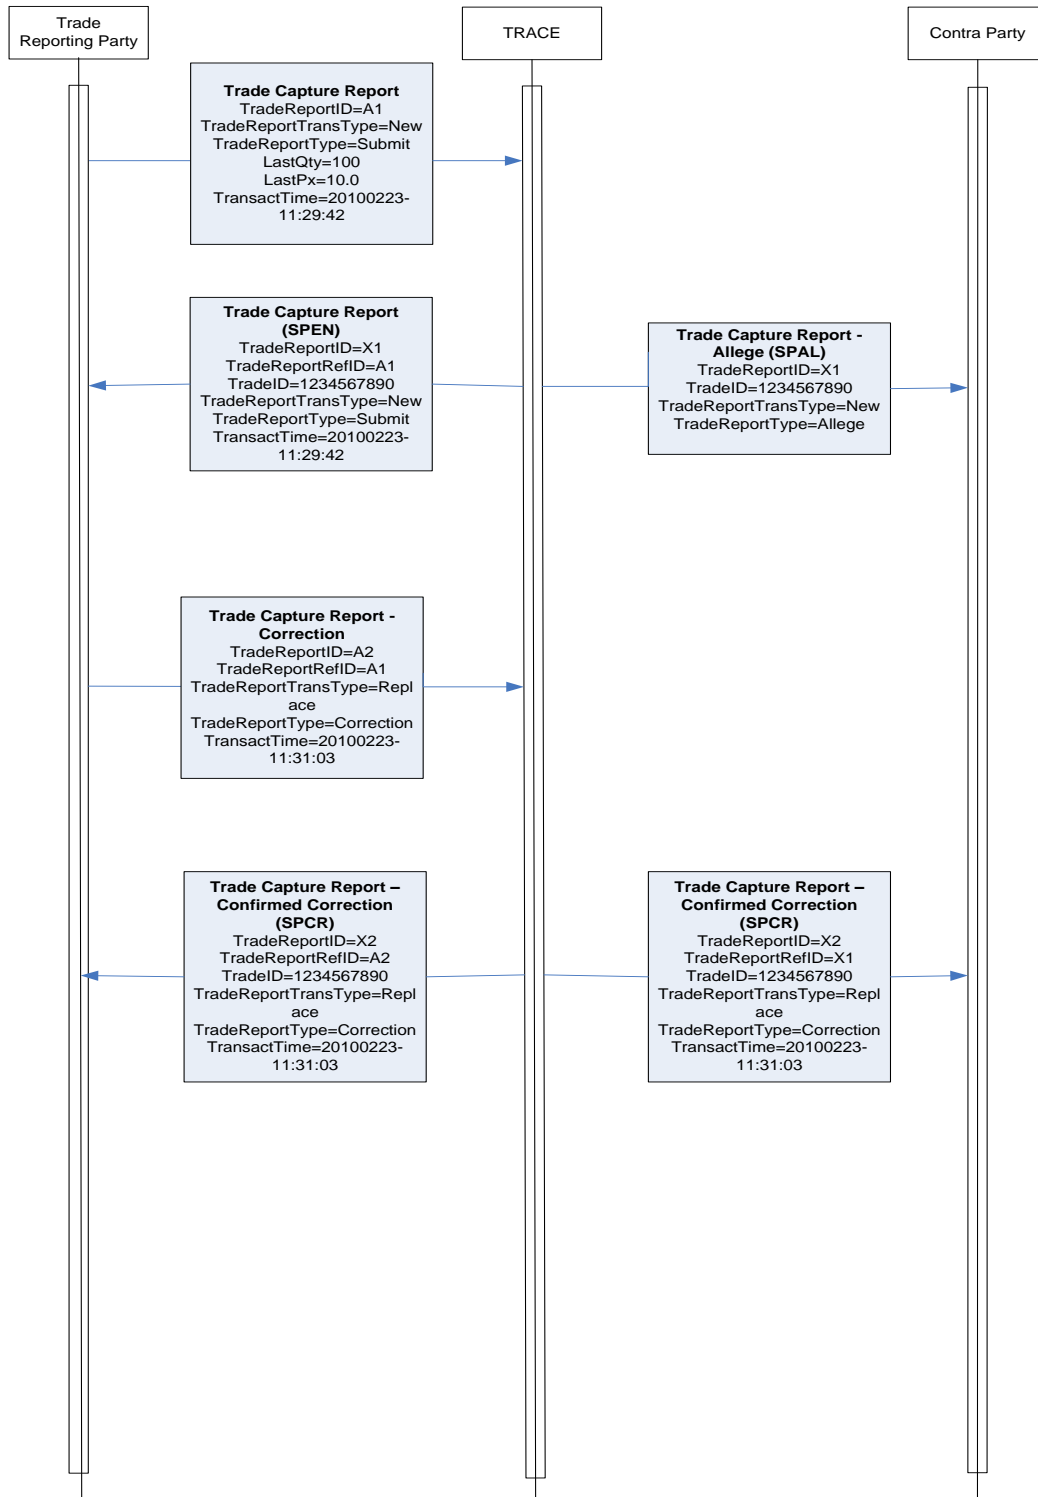 Trade
Reporting Party
TRACE
Contra Party
Trade Capture Report
TradeReportID=A1
TradeReportTransType=New
TradeReportType=Submit
LastQty=100
LastPx=10.0
TransactTime=20100223-
11:29:42
Trade Capture Report
(SPEN)
TradeReportID=X1
TradeReportRefID=A1
TradeID=1234567890
TradeReportTransType=New
TradeReportType=Submit
TransactTime=20100223-
11:29:42
Trade Capture Report -
Allege (SPAL)
TradeReportID=X1
TradeID=1234567890
TradeReportTransType=New
TradeReportType=Allege
Trade Capture Report -
Correction
TradeReportID=A2
TradeReportRefID=A1
TradeReportTransType=Repl
ace
TradeReportType=Correction
TransactTime=20100223-
11:31:03
Trade Capture Report –
Confirmed Correction
(SPCR)
TradeReportID=X2
TradeReportRefID=A2
TradeID=1234567890
TradeReportTransType=Repl
ace
TradeReportType=Correction
TransactTime=20100223-
11:31:03
Trade Capture Report –
Confirmed Correction
(SPCR)
TradeReportID=X2
TradeReportRefID=X1
TradeID=1234567890
TradeReportTransType=Repl
ace
TradeReportType=Correction
TransactTime=20100223-
11:31:03